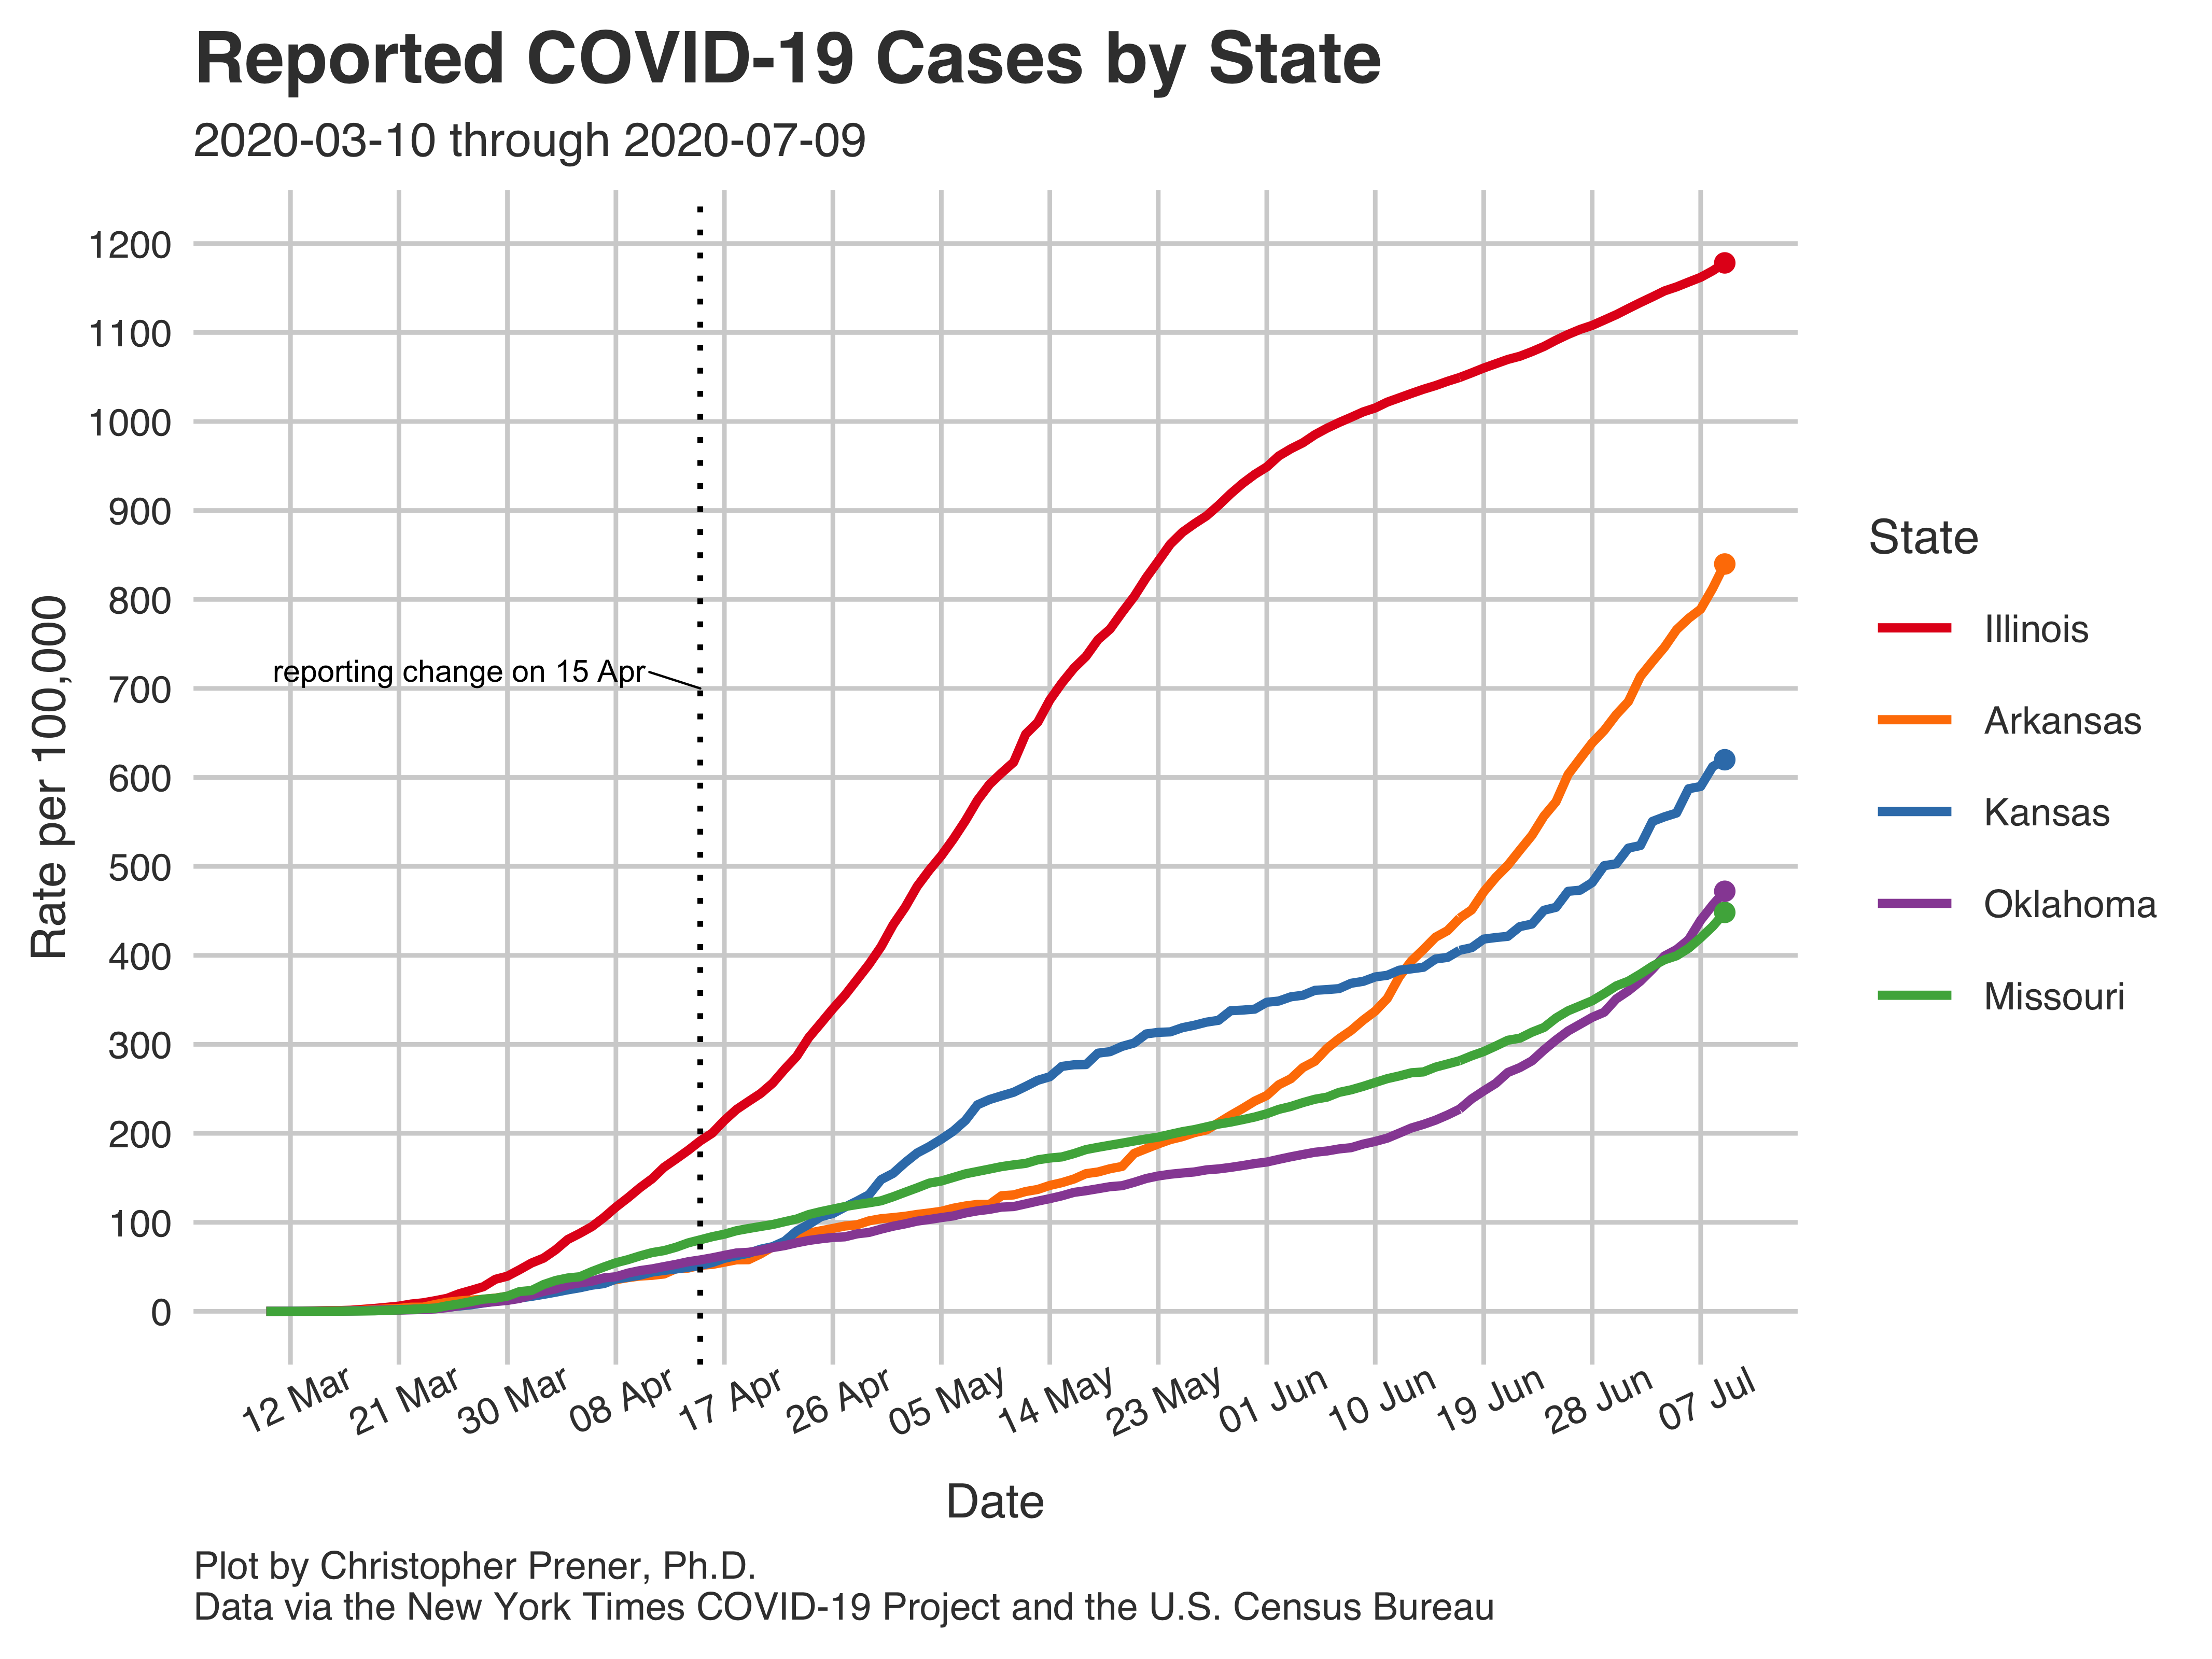 Reported COVID-19 Cases by State
2020-03-10 through 2020-07-09
1200
1100
1000
900
800
700
600
500
400
300
200
100
0
Rate per 100,000
reporting change on 15 Apr
State
Illinois
Arkansas
Kansas
Oklahoma
Missouri
12 Mar
21 Mar
30 Mar
08 Apr
17 Apr
26 Apr
05 May
14 May
23 May
01 Jun
10 Jun
19 Jun
28 Jun
07 Jul
Date
Plot by Christopher Prener, Ph.D.
Data via the New York Times COVID-19 Project and the U.S. Census Bureau